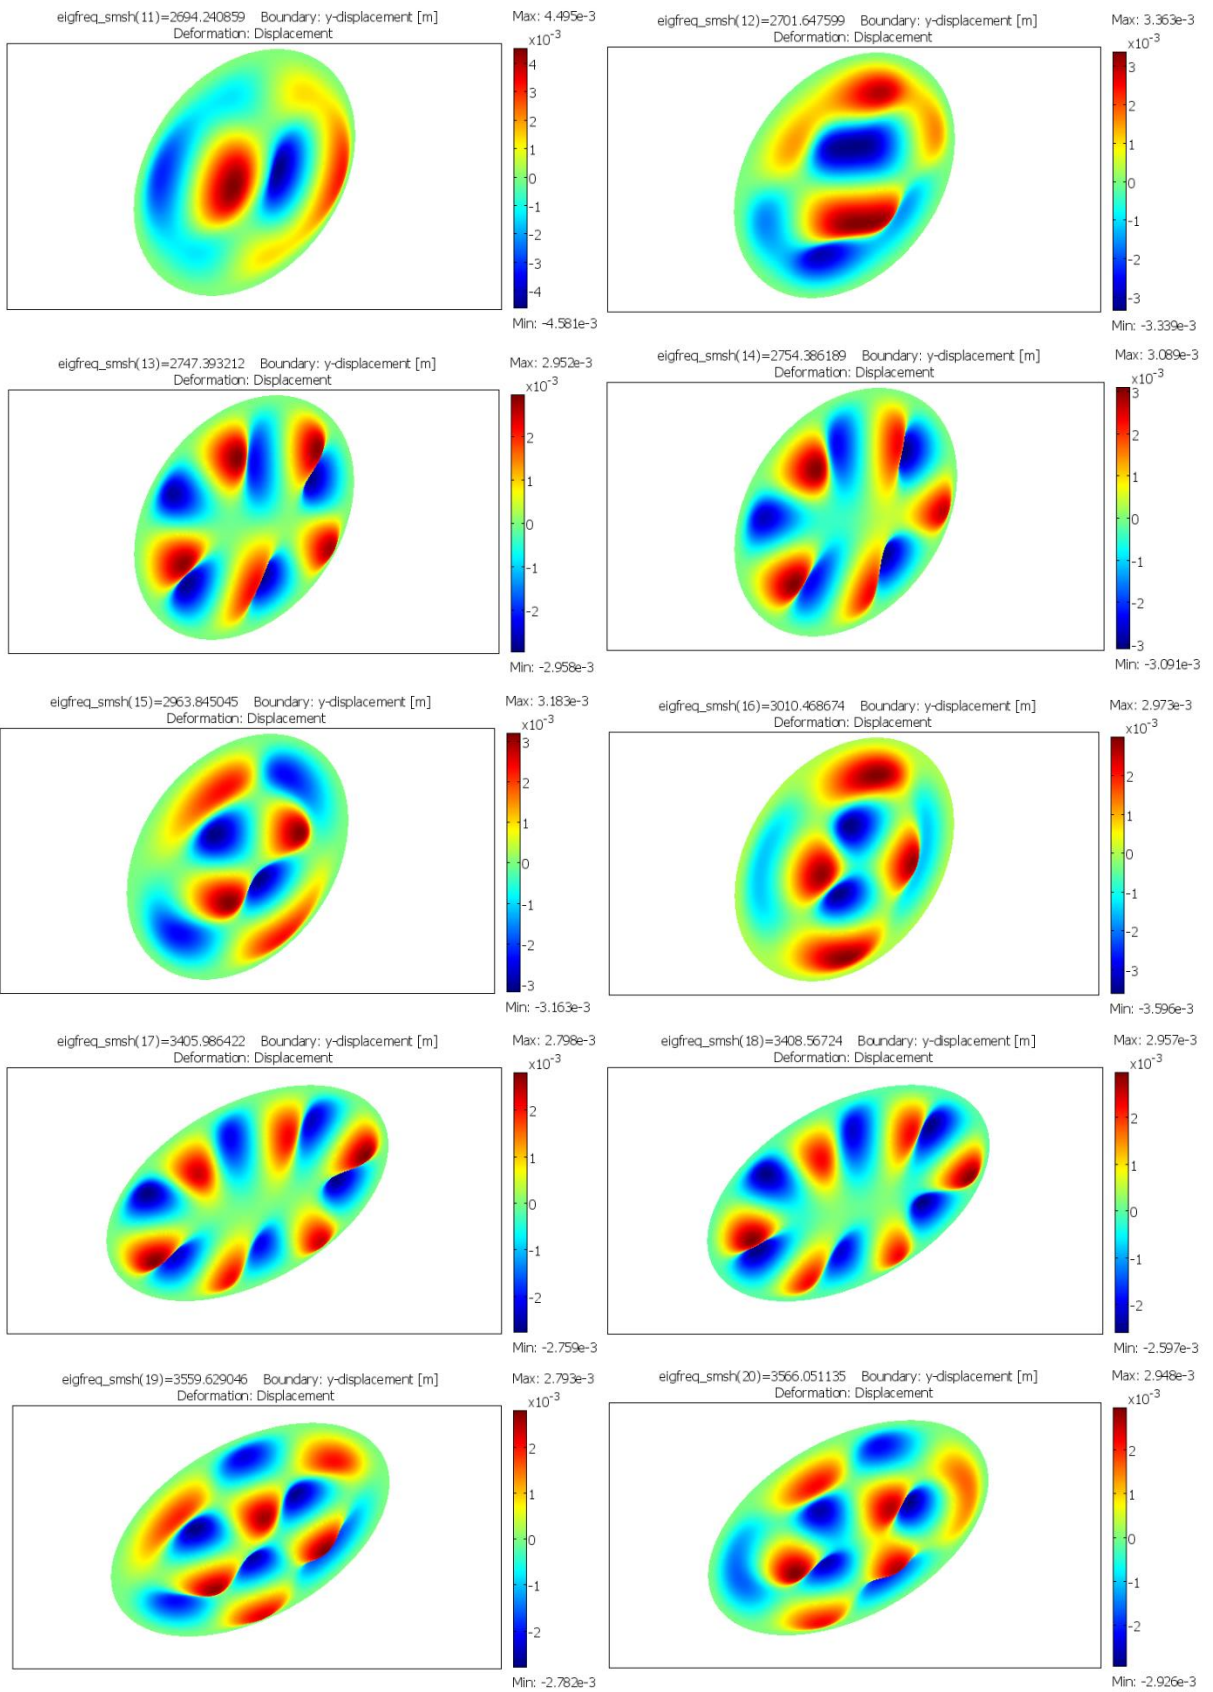 eigfreq_smsh(11)=2694.240859 Boundary: y-displacement [m] Max: 4.495e-3
Deformation: Displacement
x10-3
4
3
2
1
0
-1
-2
-3
-4
Min: -4.581e-3
eigfreq_smsh(12)=2701.647599 Boundary: y-displacement [m] Max: 3.363e-3
Deformation: Displacement
x10-3
3
2
1
0
-1
-2
-3
Min: -3.339e-3
eigfreq_smsh(13)=2747.393212 Boundary: y-displacement [m] Max: 2.952e-3
Deformation: Displacement
x10-3
2
1
0
-1
-2
Min: -2.958e-3
eigfreq_smsh(14)=2754.386189 Boundary: y-displacement [m] Max: 3.089e-3
Deformation: Displacement
x10-3
3
2
1
0
-1
-2
-3
Min: -3.091e-3
eigfreq_smsh(15)=2963.845045 Boundary: y-displacement [m] Max: 3.183e-3
Deformation: Displacement
x10-3
3
2
1
0
-1
-2
-3
Min: -3.163e-3
eigfreq_smsh(16)=3010.468674 Boundary: y-displacement [m] Max: 2.973e-3
Deformation: Displacement
x10-3
2
1
0
-1
-2
-3
Min: -3.596e-3
eigfreq_smsh(17)=3405.986422 Boundary: y-displacement [m] Max: 2.798e-3
Deformation: Displacement
x10-3
2
1
0
-1
-2
Min: -2.759e-3
eigfreq_smsh(18)=3408.56724 Boundary: y-displacement [m] Max: 2.957e-3
Deformation: Displacement
x10-3
2
1
0
-1
-2
Min: -2.597e-3
eigfreq_smsh(19)=3559.629046 Boundary: y-displacement [m] Max: 2.793e-3
Deformation: Displacement
x10-3
2
1
0
-1
-2
Min: -2.782e-3
eigfreq_smsh(20)=3566.051135 Boundary: y-displacement [m] Max: 2.948e-3
Deformation: Displacement
x10-3
2
1
0
-1
-2
Min: -2.926e-3